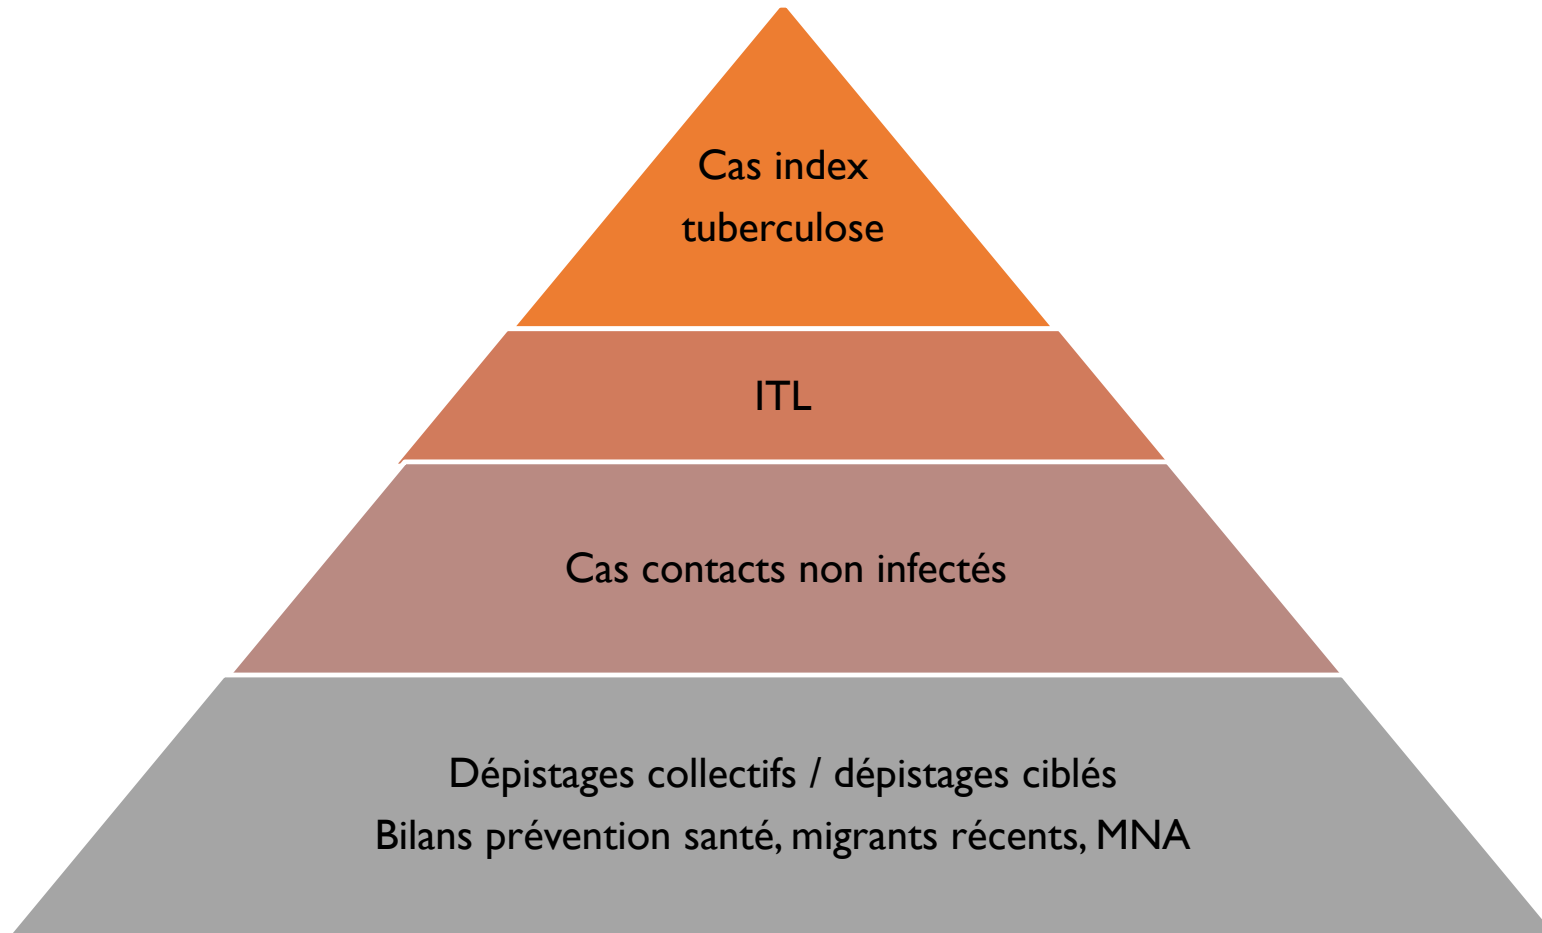 Cas index
tuberculose
ITL
Cas contacts non infectés
Dépistages collectifs / dépistages ciblés
Bilans prévention santé, migrants récents, MNA